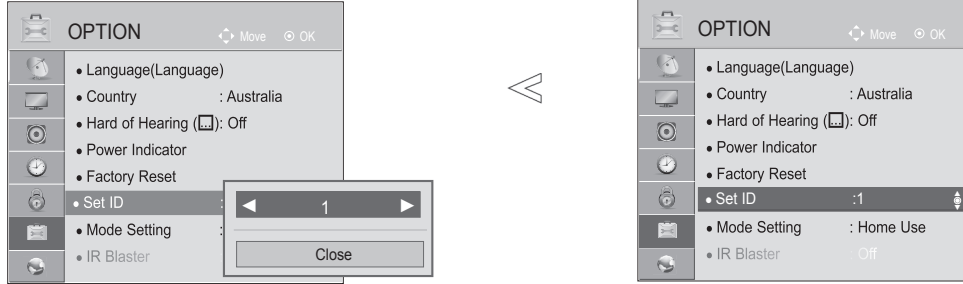 OPTION Move OK
• Language(Language)
• Country : Australia
• Hard of Hearing (...): Off
• Power Indicator
• Factory Reset
• Set ID :
◀ 1 ▶
• Mode Setting :
• IR Blaster
Close
OPTION Move OK
• Language(Language)
• Country : Australia
• Hard of Hearing (...): Off
• Power Indicator
• Factory Reset
• Set ID :1
• Mode Setting : Home Use
• IR Blaster : Off